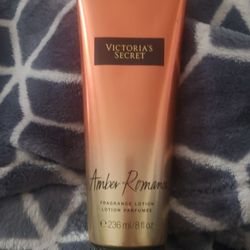 VICTORIA'S
SECRET
Amber Romance
FRAGRANCE LOTION
LOTION PARFUMÉE
℮ 236 ml/8 fl oz